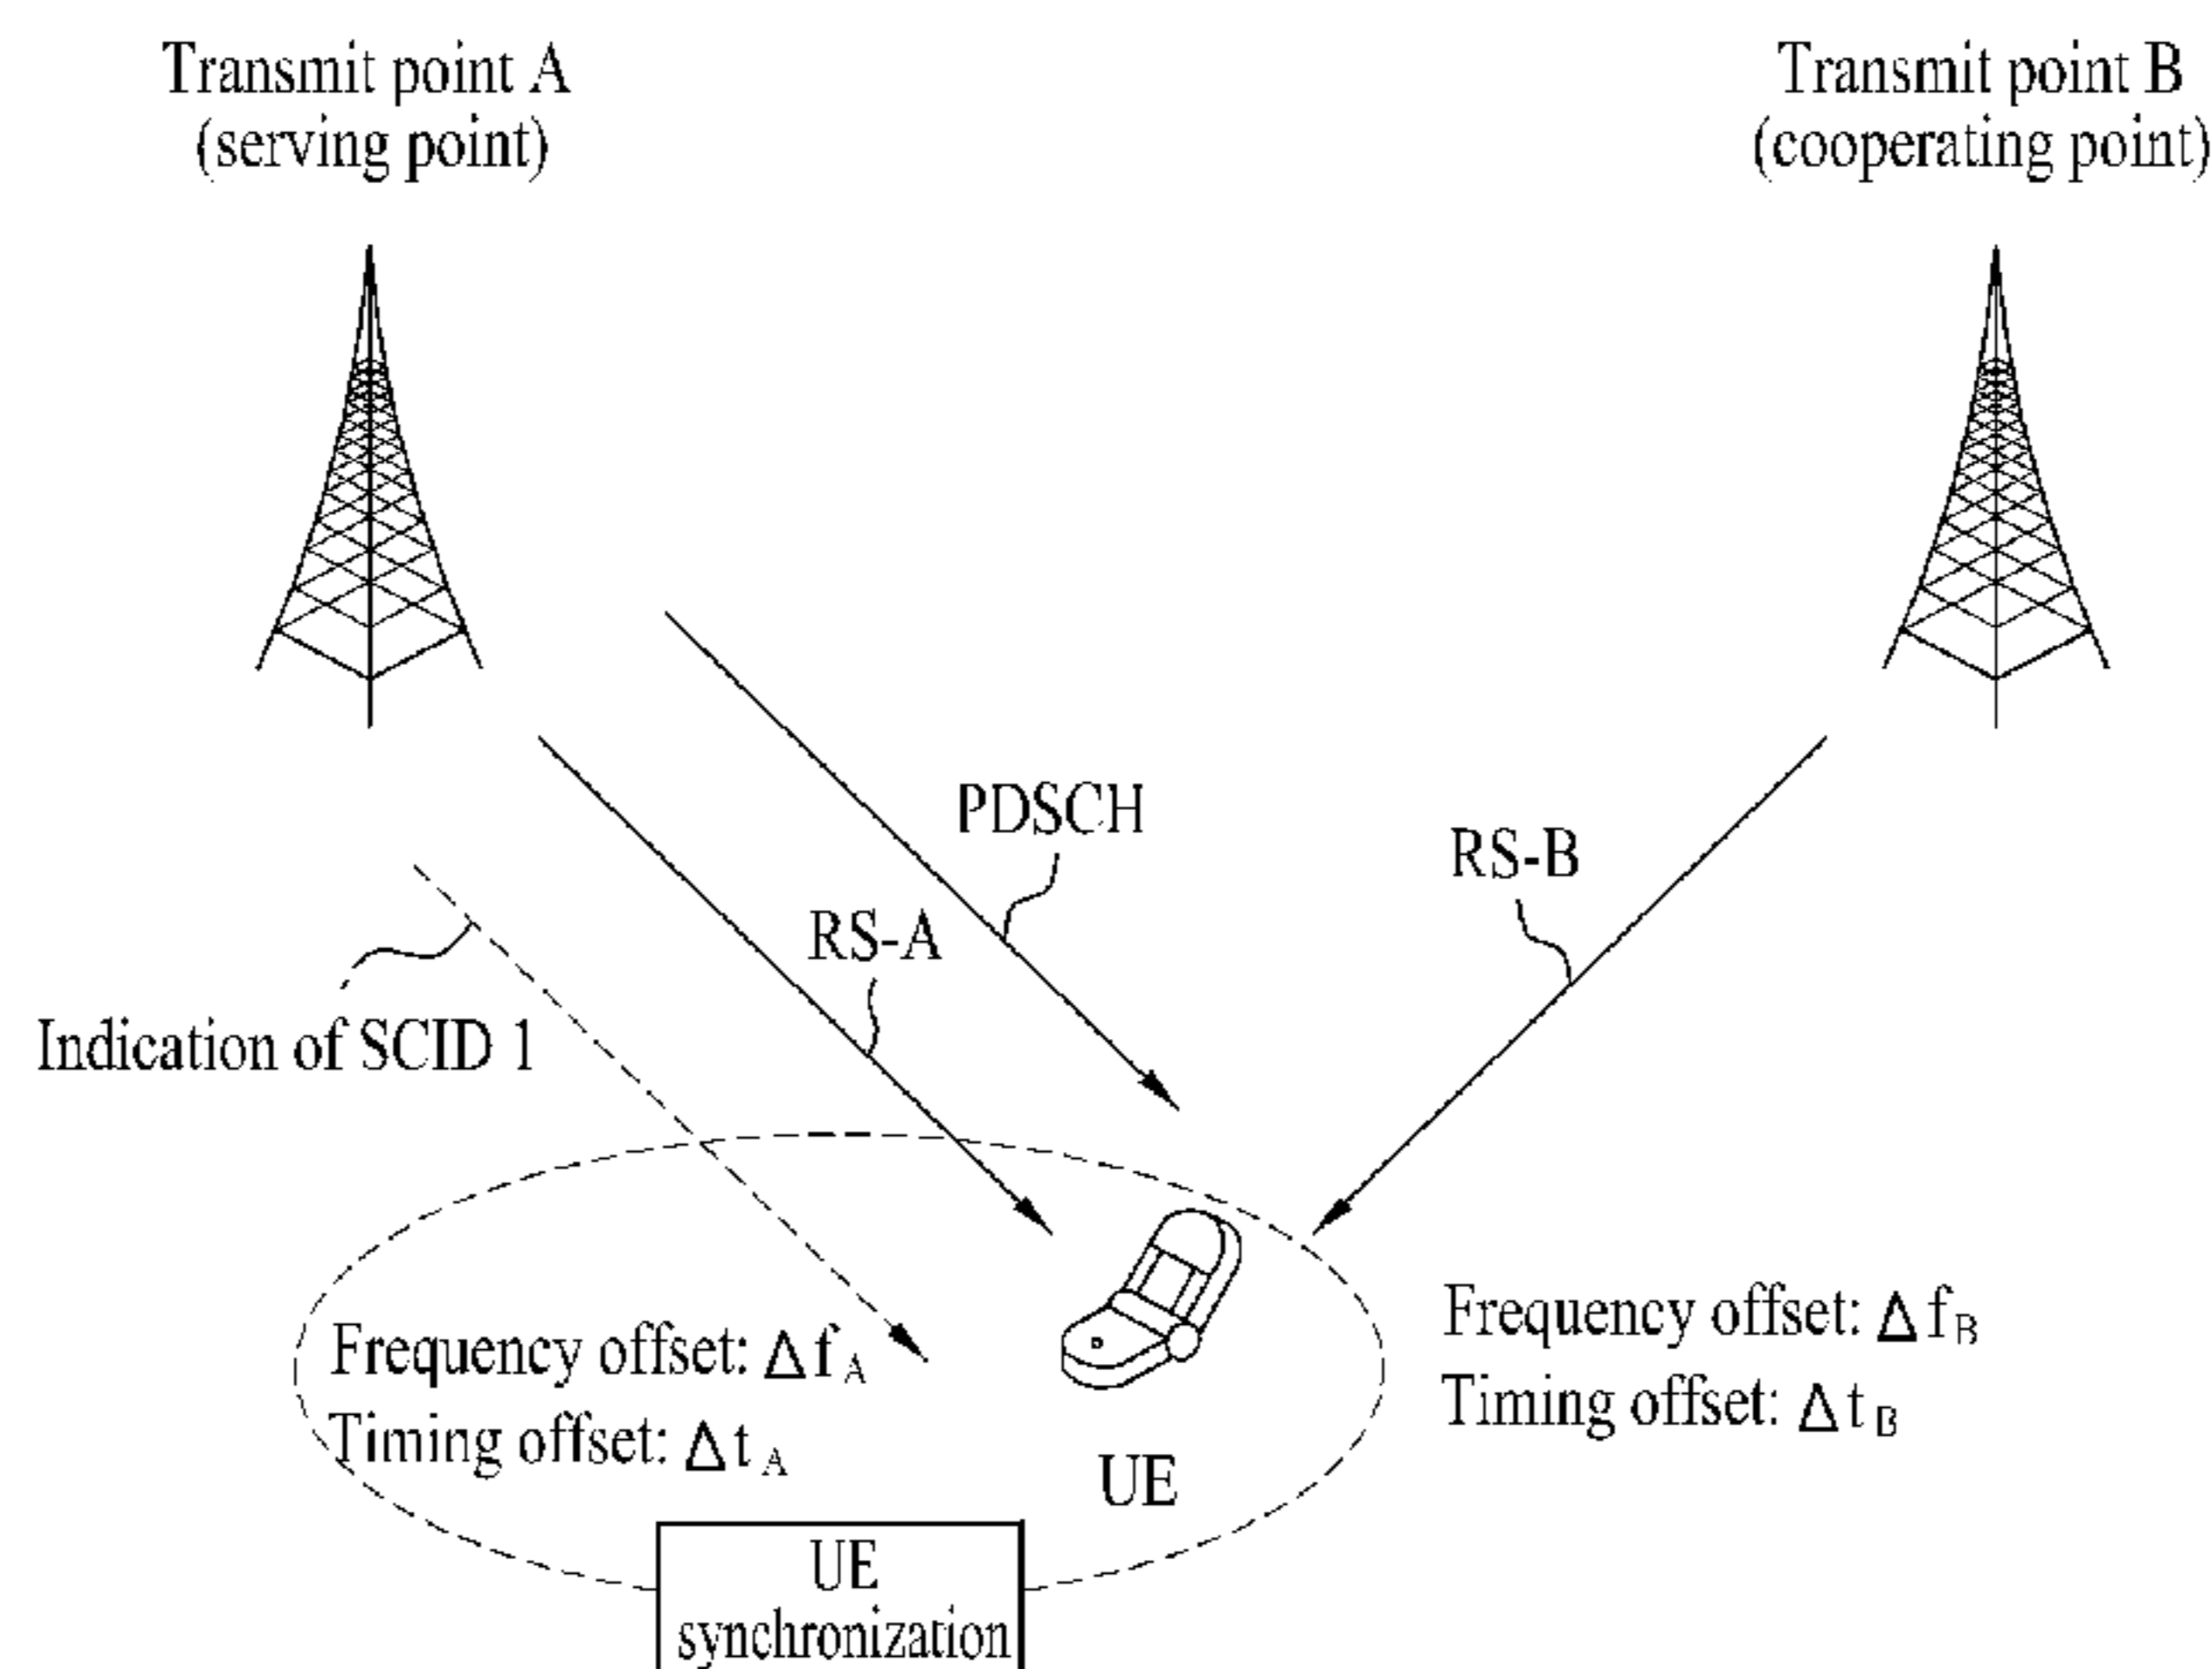 Transmit point A
(serving point)
Transmit point B
(cooperating point)
PDSCH
RS-B
RS-A
Indication of SCID 1
Frequency offset: Δf_A
Timing offset: Δt_A
Frequency offset: Δf_B
Timing offset: Δt_B
UE
UE
synchronization